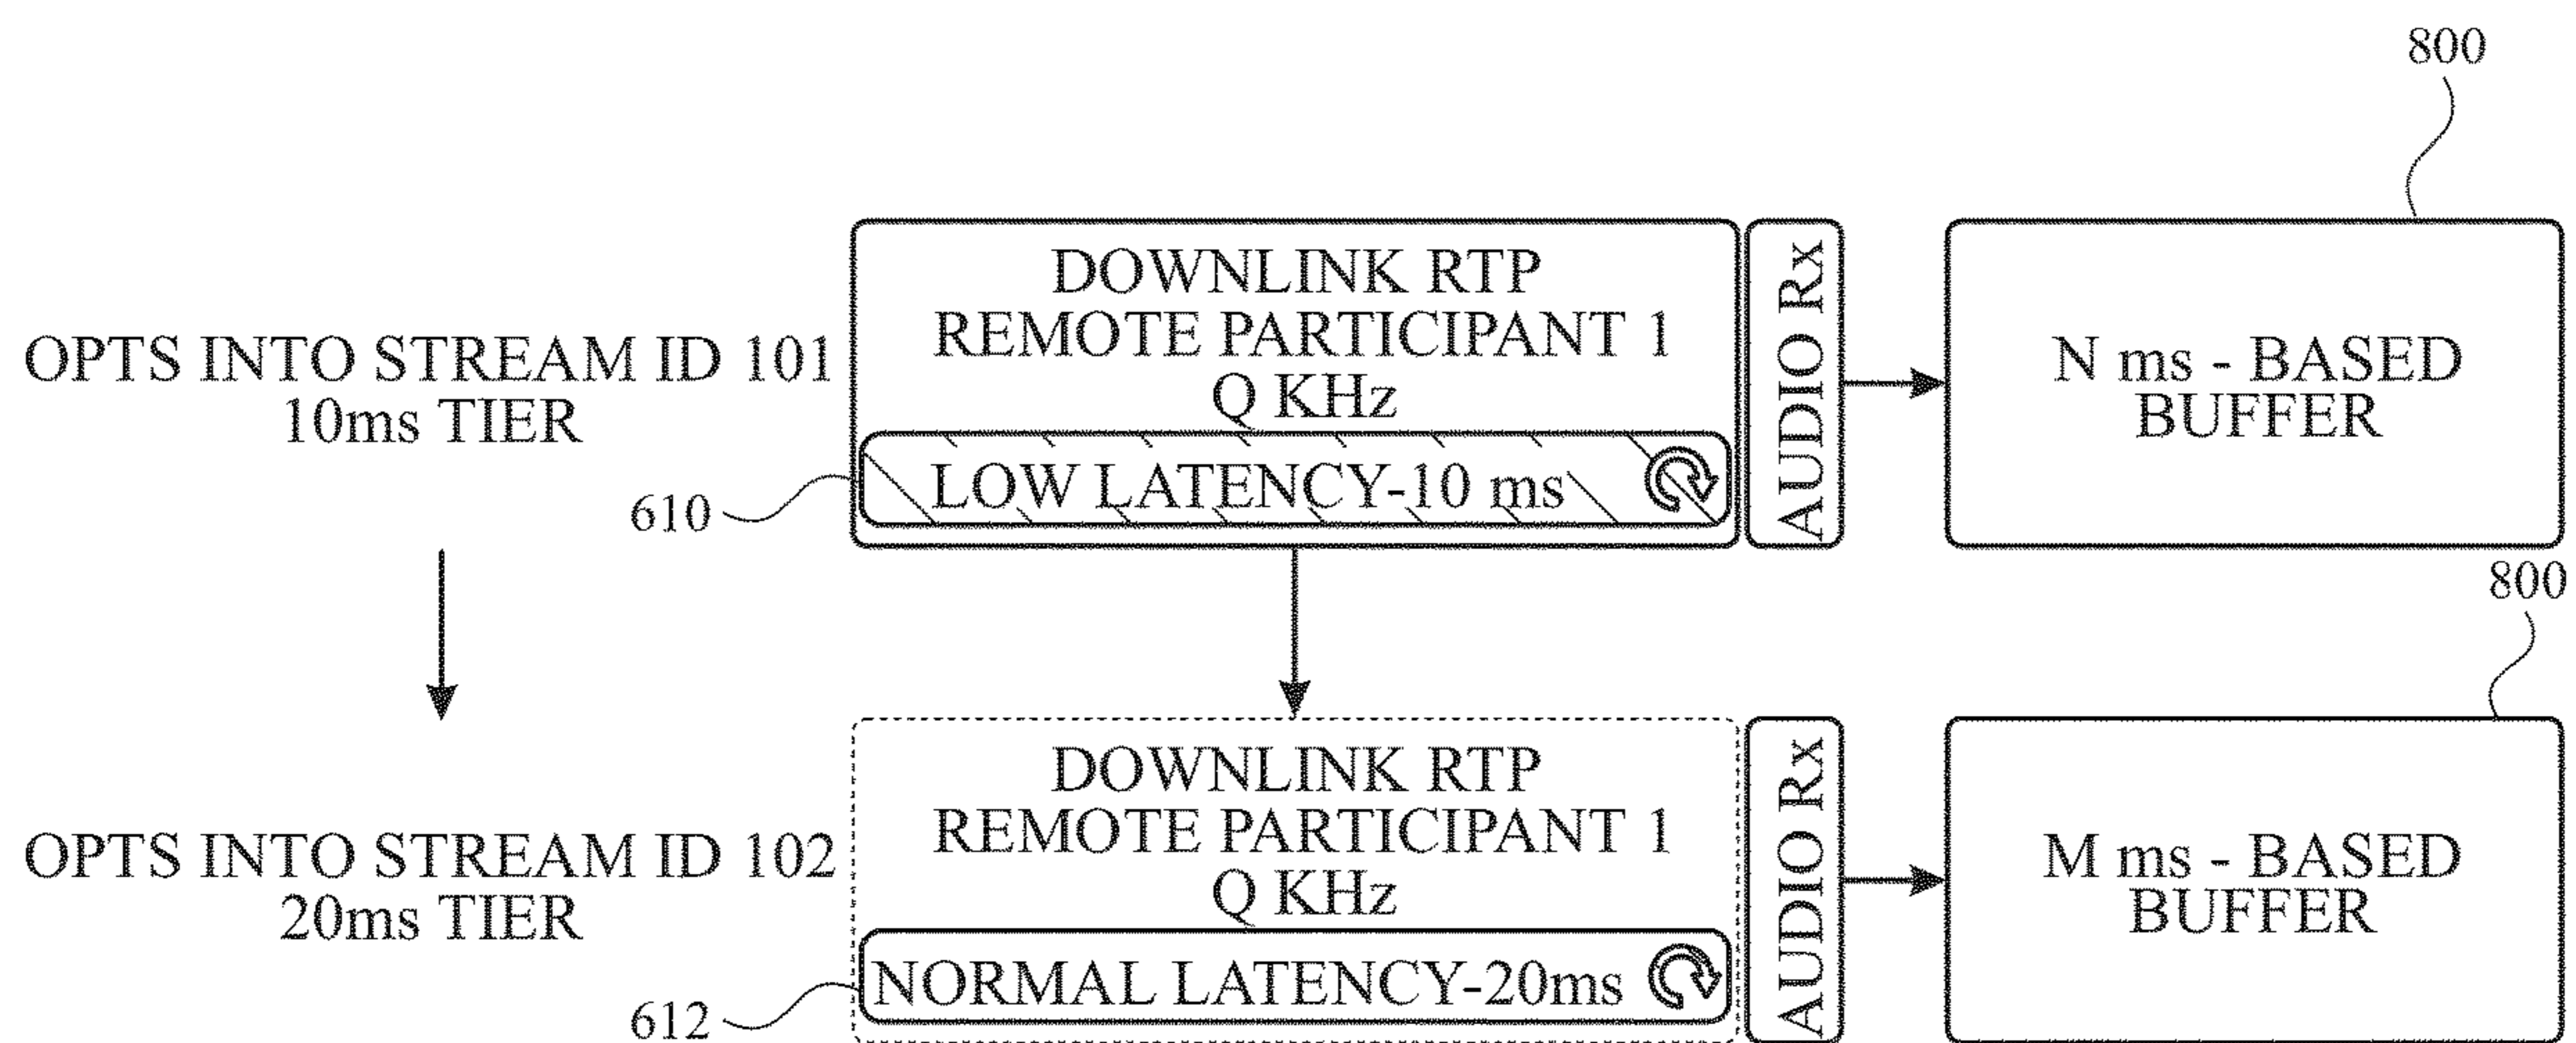 800
OPTS INTO STREAM ID 101
10ms TIER
DOWNLINK RTP
REMOTE PARTICIPANT 1
Q KHz
LOW LATENCY-10 ms
610
AUDIO Rx
N ms - BASED
BUFFER
800
OPTS INTO STREAM ID 102
20ms TIER
DOWNLINK RTP
REMOTE PARTICIPANT 1
Q KHz
NORMAL LATENCY-20ms
612
AUDIO Rx
M ms - BASED
BUFFER